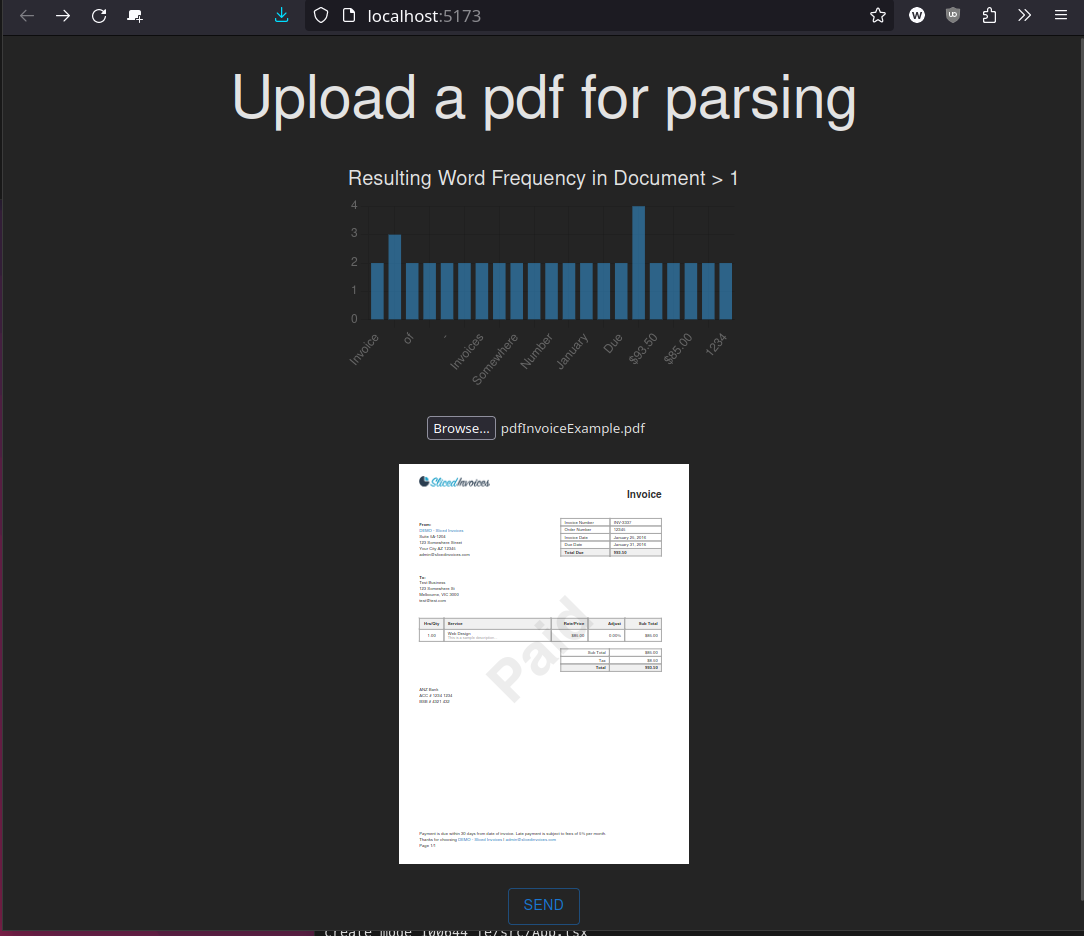 localhost:5173
Upload a pdf for parsing
Resulting Word Frequency in Document > 1
4
3
2
1
0
Invoice
of
-
Invoices
Somewhere
Number
January
Due
$93.50
$85.00
1234
Browse... pdfInvoiceExample.pdf
SlicedInvoices
Invoice
From:
DEMO - Sliced Invoices
Suite 5A-1204
123 Somewhere Street
Your City AZ 12345
admin@slicedinvoices.com
Invoice Number INV-3337
Order Number 12345
Invoice Date January 25, 2016
Due Date January 31, 2016
Total Due $93.50
To:
Test Business
123 Somewhere St
Melbourne, VIC 3000
test@test.com
Hrs/Qty Service Rate/Price Adjust Sub Total
1.00 Web Design $85.00 0.00% $85.00
This is a sample description
Sub Total $85.00
Tax $8.50
Total $93.50
Paid
ANZ Bank
ACC # 1234 1234
BSB # 4321 432
Payment is due within 30 days from date of invoice. Late payment is subject to fees of 5% per month.
Thanks for choosing DEMO - Sliced Invoices | admin@slicedinvoices.com
Page 1/1
SEND
create mode 100644 fe/src/App.tsx